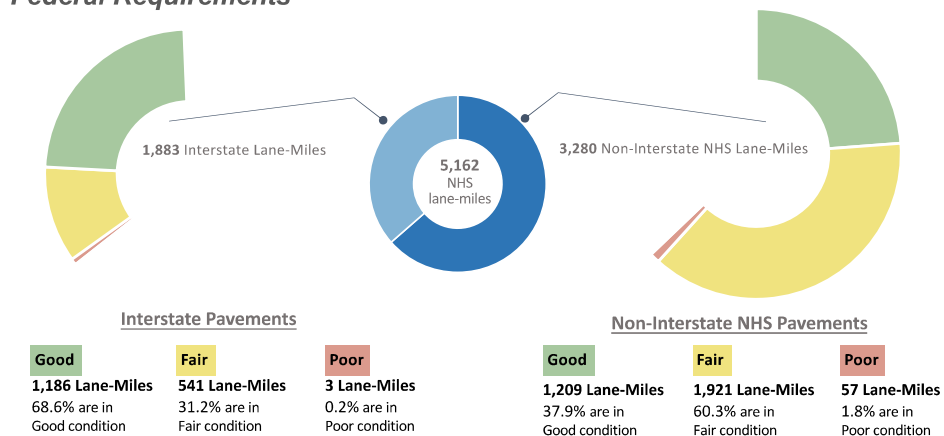 Federal Requirements
1,883 Interstate Lane-Miles
5,162
NHS
lane-miles
3,280 Non-Interstate NHS Lane-Miles
Interstate Pavements
Good
Fair
Poor
1,186 Lane-Miles
541 Lane-Miles
3 Lane-Miles
68.6% are in
31.2% are in
0.2% are in
Good condition
Fair condition
Poor condition
Non-Interstate NHS Pavements
Good
Fair
Poor
1,209 Lane-Miles
1,921 Lane-Miles
57 Lane-Miles
37.9% are in
60.3% are in
1.8% are in
Good condition
Fair condition
Poor condition